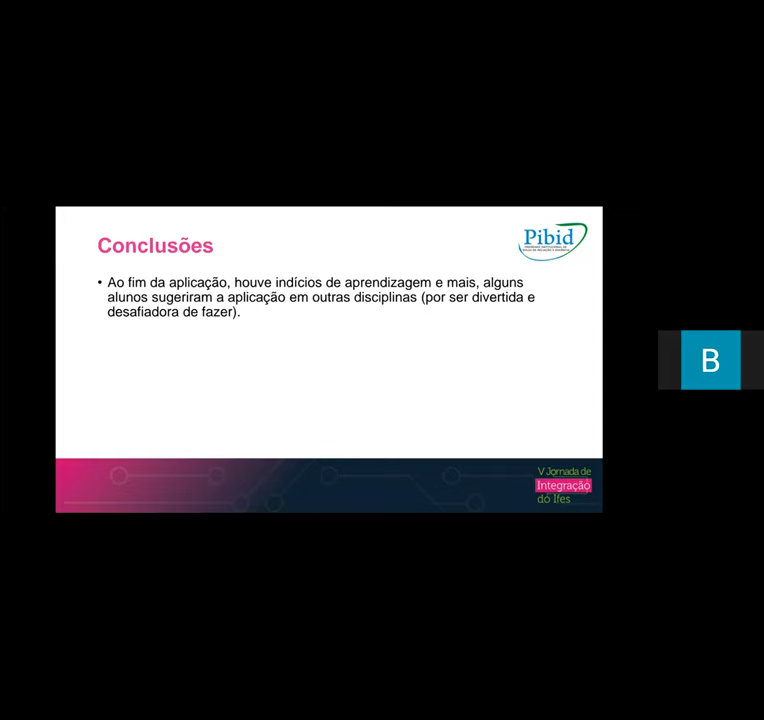 Conclusões
Pibid
• Ao fim da aplicação, houve indícios de aprendizagem e mais, alguns
alunos sugeriram a aplicação em outras disciplinas (por ser divertida e
desafiadora de fazer).
B
V Jornada de
Integração
do Ifes